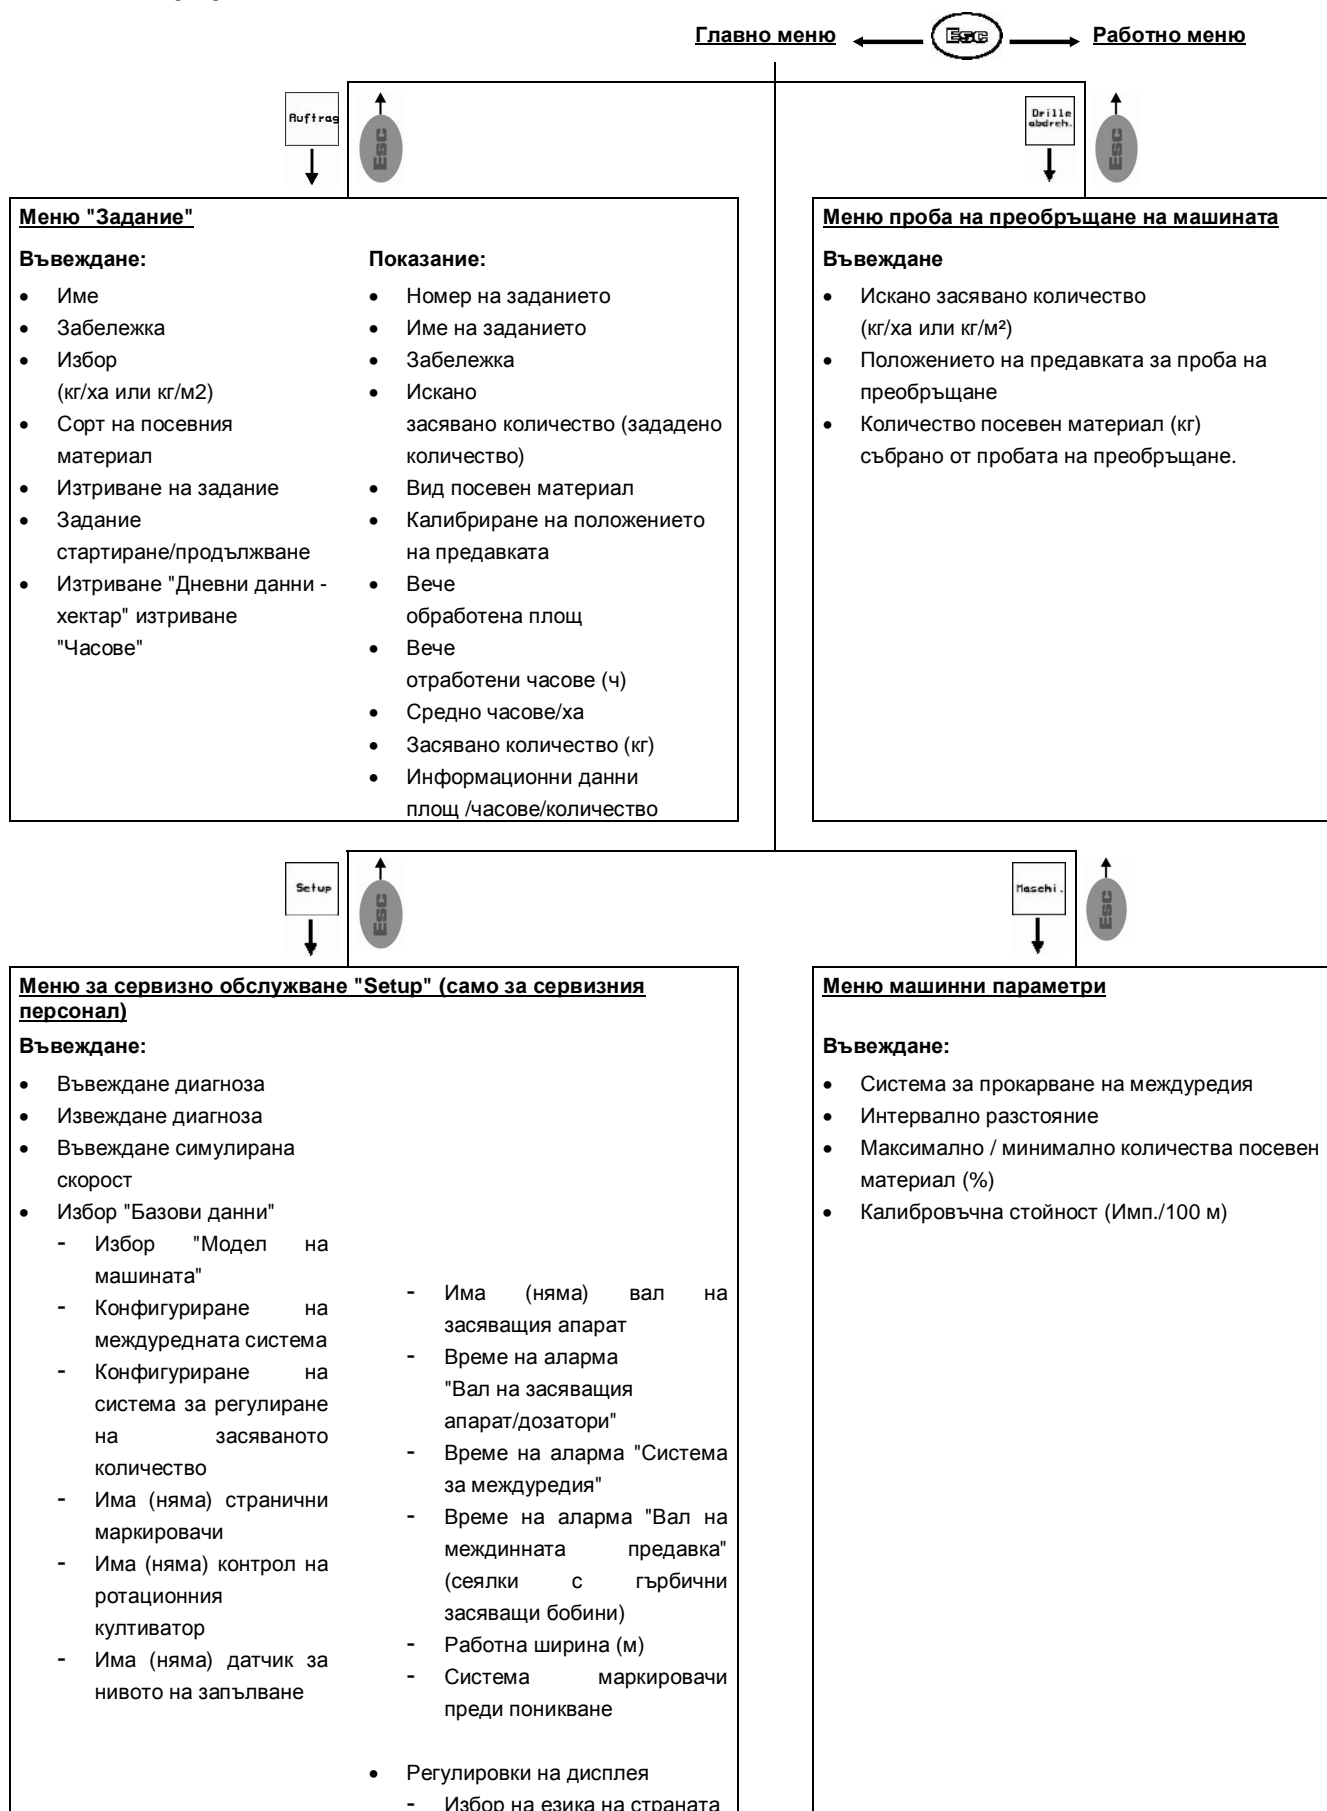 Главно меню
Esc
Работно меню
Auftrag
Esc
Drille
abdreh.
Esc
Меню "Задание"
Въвеждане:
• Име
• Забележка
• Избор
(кг/ха или кг/м2)
• Сорт на посевния
материал
• Изтриване на задание
• Задание
стартиране/продължване
• Изтриване "Дневни данни -
хектар" изтриване
"Часове"
Показание:
• Номер на заданието
• Име на заданието
• Забележка
• Искано
засявано количество (зададено
количество)
• Вид посевен материал
• Калибриране на положението
на предавката
• Вече
обработена площ
• Вече
отработени часове (ч)
• Средно часове/ха
• Засявано количество (кг)
• Информационни данни
площ /часове/количество
Меню проба на преобръщане на машината
Въвеждане
• Искано засявано количество
(кг/ха или кг/м²)
• Положението на предавката за проба на
преобръщане
• Количество посевен материал (кг)
събрано от пробата на преобръщане.
Setup
Esc
Maschi.
Esc
Меню за сервизно обслужване "Setup" (само за сервизния
персонал)
Въвеждане:
• Въвеждане диагноза
• Извеждане диагноза
• Въвеждане симулирана
скорост
• Избор "Базови данни"
- Избор "Модел на
машината"
- Конфигуриране на
междуредната система
- Конфигуриране на
система за регулиране
на засяваното
количество
- Има (няма) странични
маркировачи
- Има (няма) контрол на
ротационния
култиватор
- Има (няма) датчик за
нивото на запълване
- Има (няма) вал на
засяващия апарат
- Време на аларма
"Вал на засяващия
апарат/дозатори"
- Време на аларма "Система
за междуредия"
- Време на аларма "Вал на
междинната предавка"
(сеялки с гърбични
засяващи бобини)
- Работна ширина (м)
- Система маркировачи
преди поникване
• Регулировки на дисплея
- Избор на езика на страната
Меню машинни параметри
Въвеждане:
• Система за прокарване на междуредия
• Интервално разстояние
• Максимално / минимално количества посевен
материал (%)
• Калибровъчна стойност (Имп./100 м)